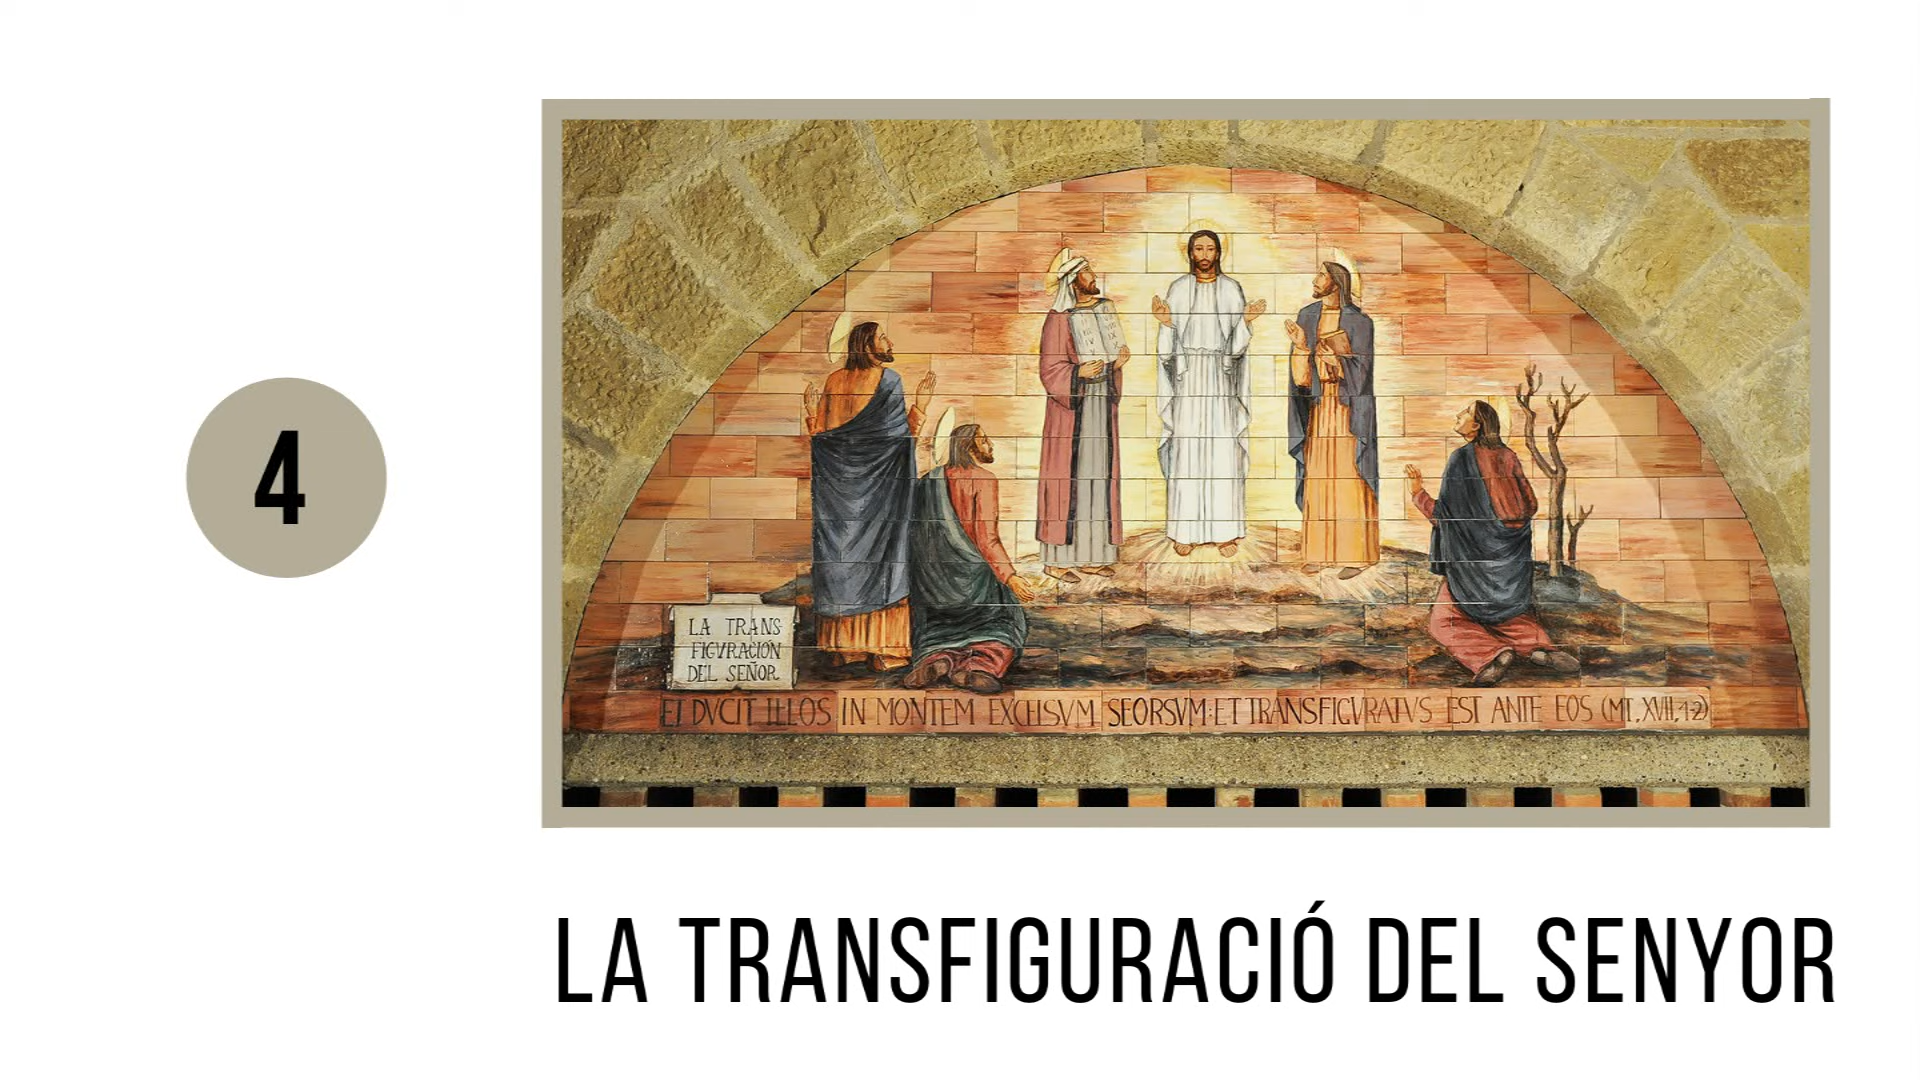 4
LA TRANS
FIGVRACIÓN
DEL SEÑOR
ET DVCIT ILLOS IN MONTEM EXCELSVM SEORSVM·ET TRANSFIGVRATVS EST ANTE EOS (MT, XVII, 1-2)
LA TRANSFIGURACIÓ DEL SENYOR